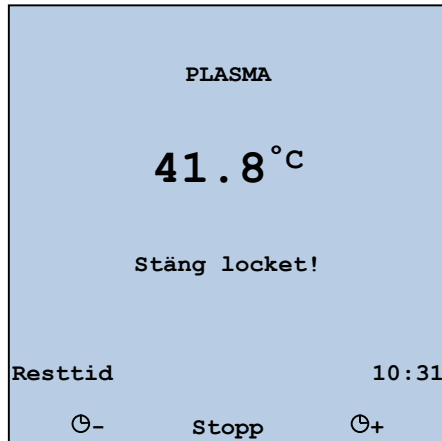 PLASMA
41.8°C
Stäng locket!
Resttid 10:31
- Stopp +